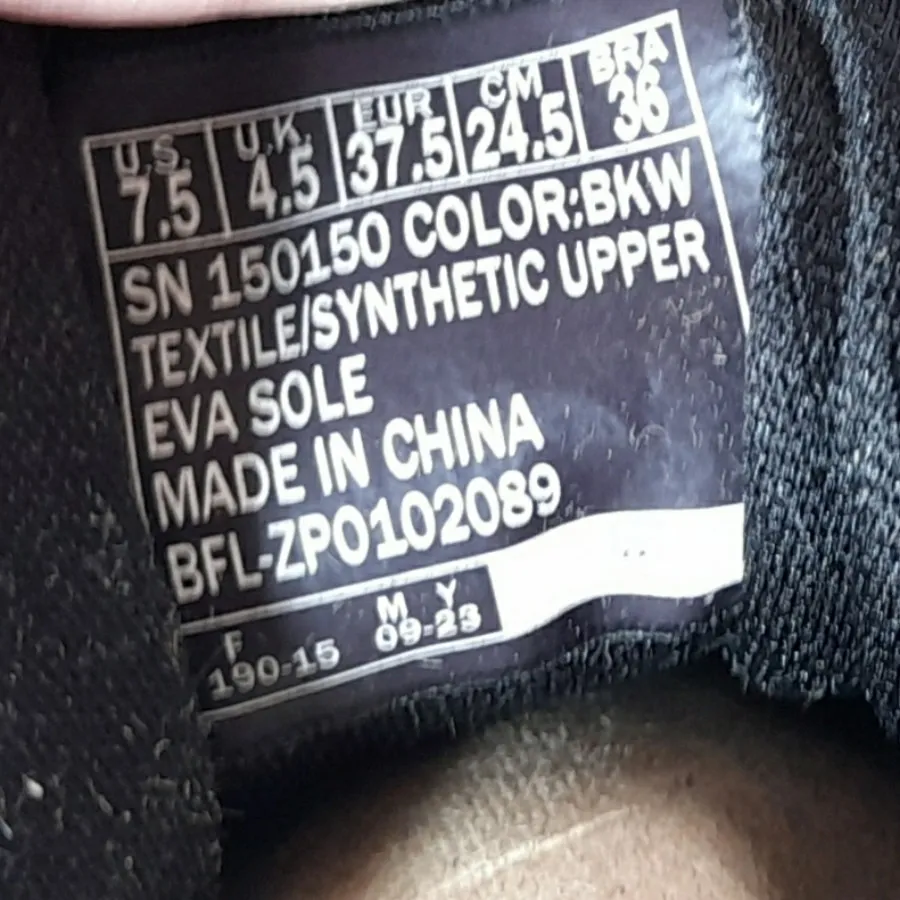 U.S. U.K. EUR CM BRA
7.5 4.5 37.5 24.5 36
SN 150150 COLOR:BKW
TEXTILE/SYNTHETIC UPPER
EVA SOLE
MADE IN CHINA
BFL-ZP0102089
F M Y
190-15 09-23